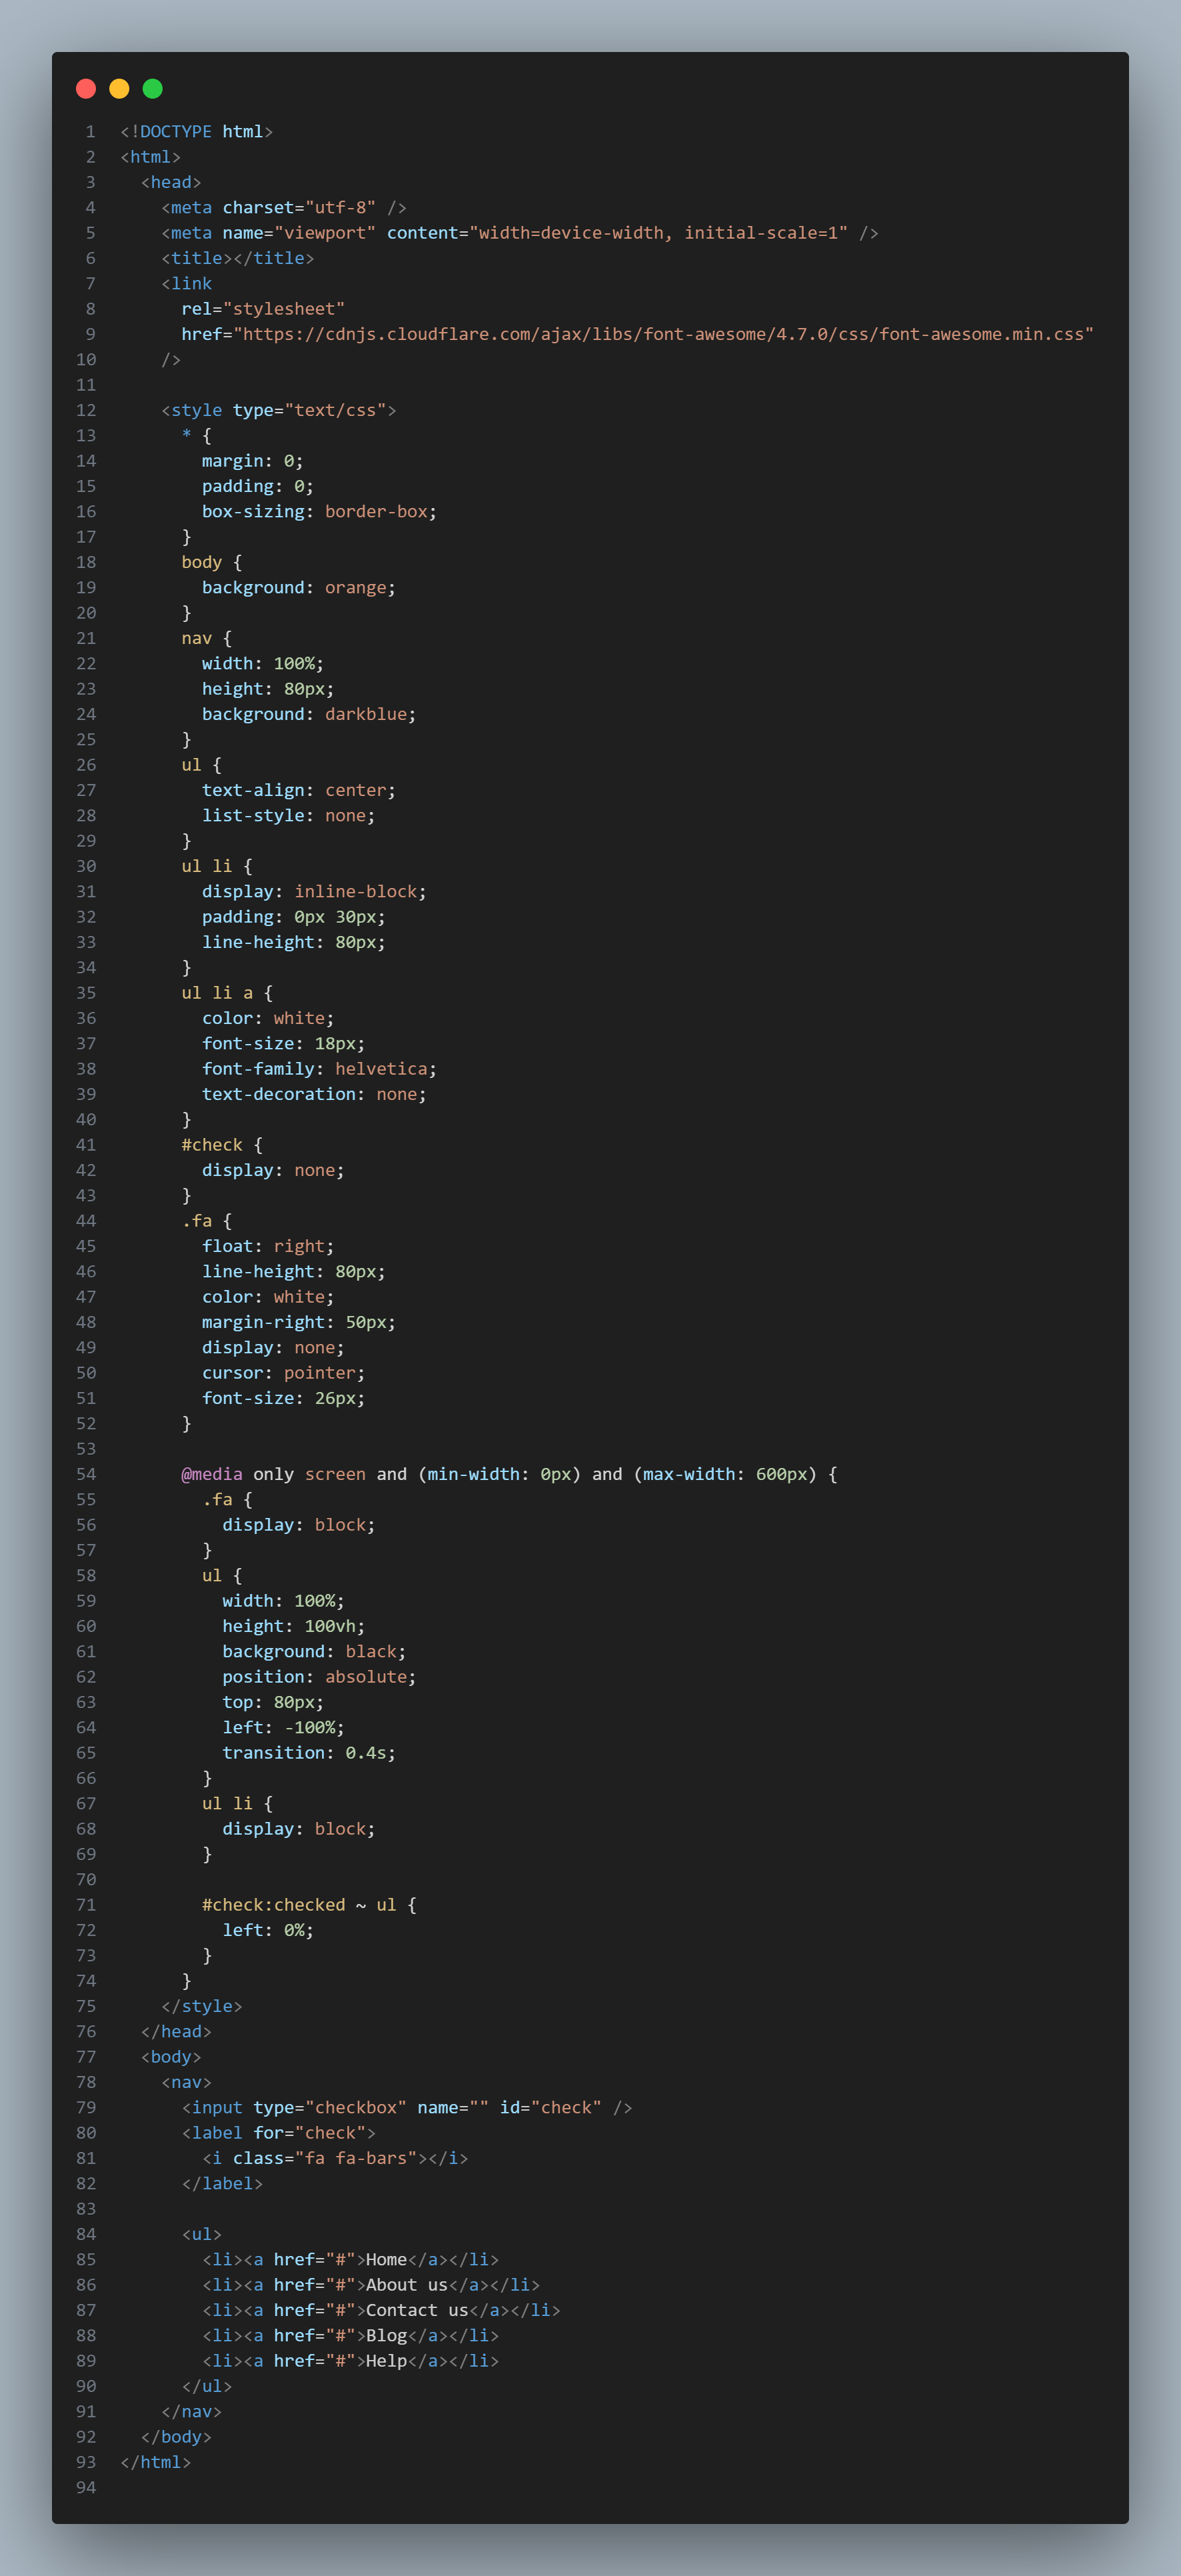 1 <!DOCTYPE html>
2 <html>
3   <head>
4     <meta charset="utf-8" />
5     <meta name="viewport" content="width=device-width, initial-scale=1" />
6     <title></title>
7     <link
8       rel="stylesheet"
9       href="https://cdnjs.cloudflare.com/ajax/libs/font-awesome/4.7.0/css/font-awesome.min.css"
10     />
11
12     <style type="text/css">
13       * {
14         margin: 0;
15         padding: 0;
16         box-sizing: border-box;
17       }
18       body {
19         background: orange;
20       }
21       nav {
22         width: 100%;
23         height: 80px;
24         background: darkblue;
25       }
26       ul {
27         text-align: center;
28         list-style: none;
29       }
30       ul li {
31         display: inline-block;
32         padding: 0px 30px;
33         line-height: 80px;
34       }
35       ul li a {
36         color: white;
37         font-size: 18px;
38         font-family: helvetica;
39         text-decoration: none;
40       }
41       #check {
42         display: none;
43       }
44       .fa {
45         float: right;
46         line-height: 80px;
47         color: white;
48         margin-right: 50px;
49         display: none;
50         cursor: pointer;
51         font-size: 26px;
52       }
53
54       @media only screen and (min-width: 0px) and (max-width: 600px) {
55         .fa {
56           display: block;
57         }
58         ul {
59           width: 100%;
60           height: 100vh;
61           background: black;
62           position: absolute;
63           top: 80px;
64           left: -100%;
65           transition: 0.4s;
66         }
67         ul li {
68           display: block;
69         }
70
71         #check:checked ~ ul {
72           left: 0%;
73         }
74       }
75     </style>
76   </head>
77   <body>
78     <nav>
79       <input type="checkbox" name="" id="check" />
80       <label for="check">
81         <i class="fa fa-bars"></i>
82       </label>
83
84       <ul>
85         <li><a href="#">Home</a></li>
86         <li><a href="#">About us</a></li>
87         <li><a href="#">Contact us</a></li>
88         <li><a href="#">Blog</a></li>
89         <li><a href="#">Help</a></li>
90       </ul>
91     </nav>
92   </body>
93 </html>
94